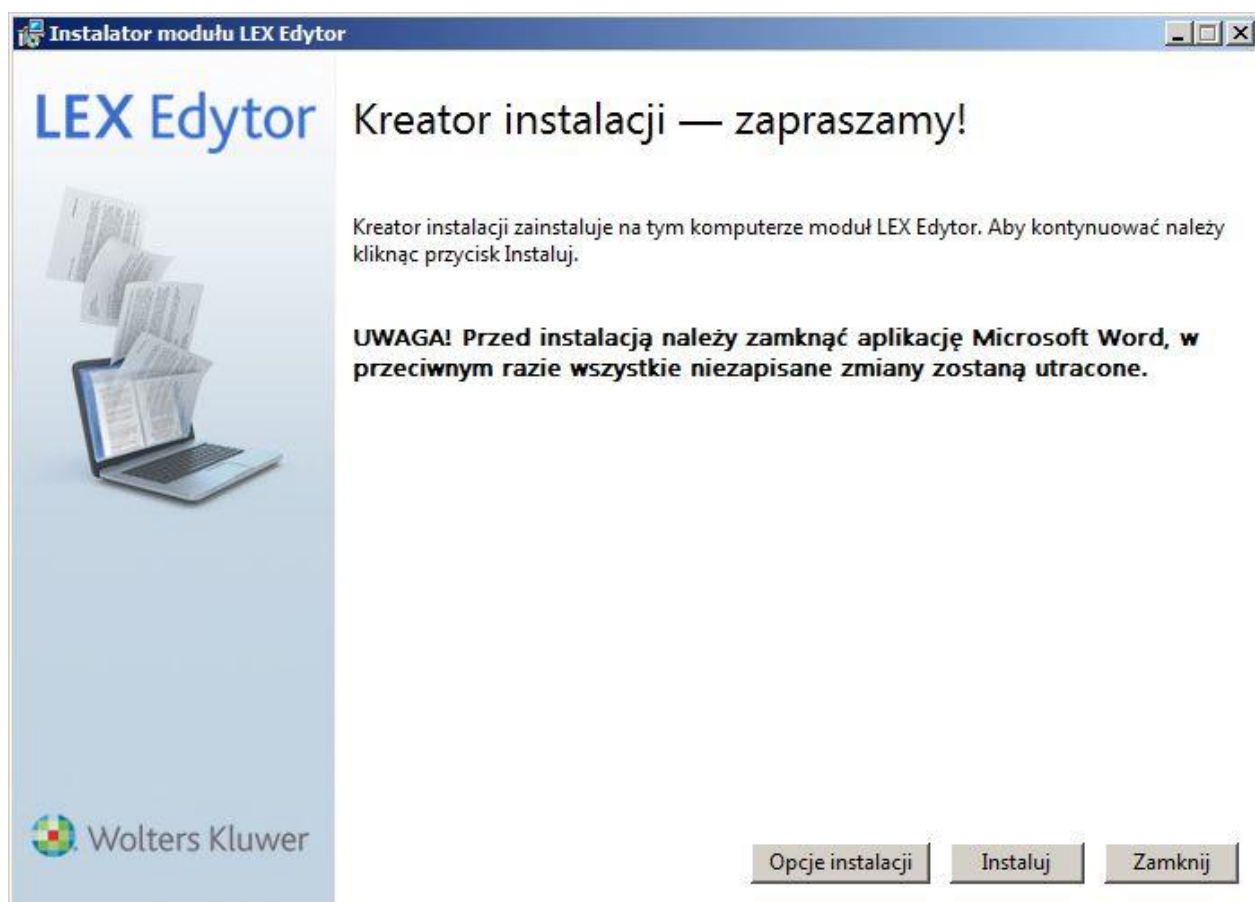 Instalator modułu LEX Edytor
LEX Edytor
Kreator instalacji — zapraszamy!
Kreator instalacji zainstaluje na tym komputerze moduł LEX Edytor. Aby kontynuować należy
kliknąc przycisk Instaluj.
UWAGA! Przed instalacją należy zamknąć aplikację Microsoft Word, w
przeciwnym razie wszystkie niezapisane zmiany zostaną utracone.
Wolters Kluwer
Opcje instalacji
Instaluj
Zamknij